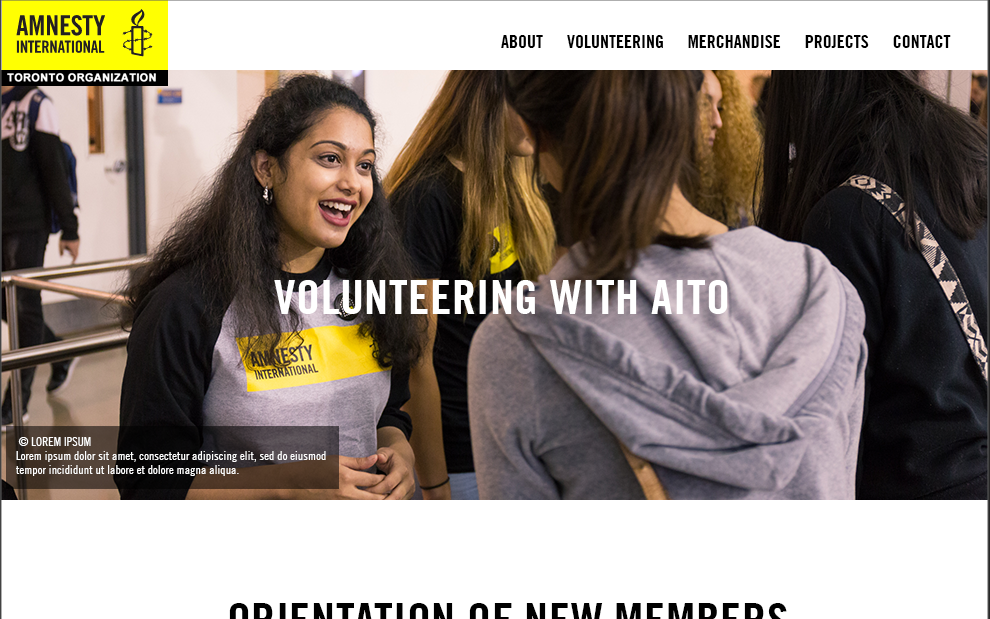 AMNESTY
INTERNATIONAL
TORONTO ORGANIZATION
ABOUT VOLUNTEERING MERCHANDISE PROJECTS CONTACT
VOLUNTEERING WITH AITO
AMNESTY
INTERNATIONAL
© LOREM IPSUM
Lorem ipsum dolor sit amet, consectetur adipiscing elit, sed do eiusmod
tempor incididunt ut labore et dolore magna aliqua.
ORIENTATION OF NEW MEMBERS